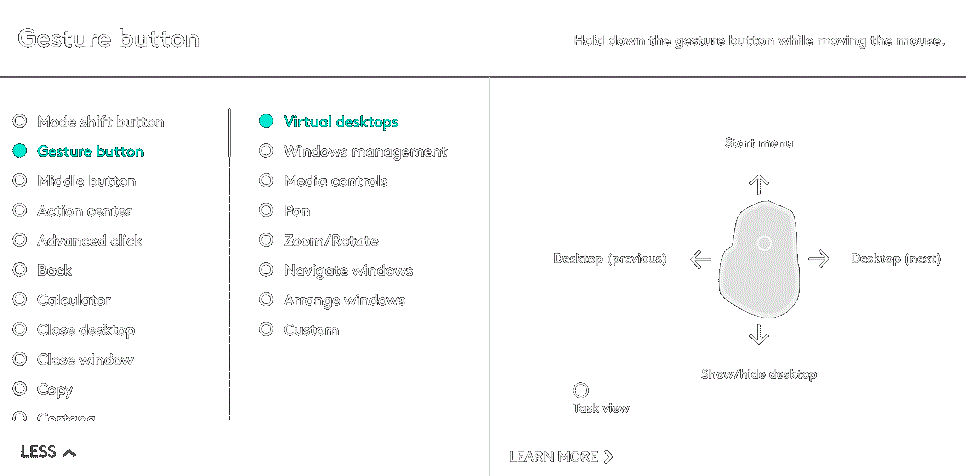 Gesture button
Hold down the gesture button while moving the mouse.
Mode shift button
Gesture button
Middle button
Action center
Advanced click
Back
Calculator
Close desktop
Close window
Copy
Cortana
LESS
Virtual desktops
Windows management
Media controls
Pan
Zoom/Rotate
Navigate windows
Arrange windows
Custom
Start menu
Desktop (previous)
Desktop (next)
Show/hide desktop
Task view
LEARN MORE